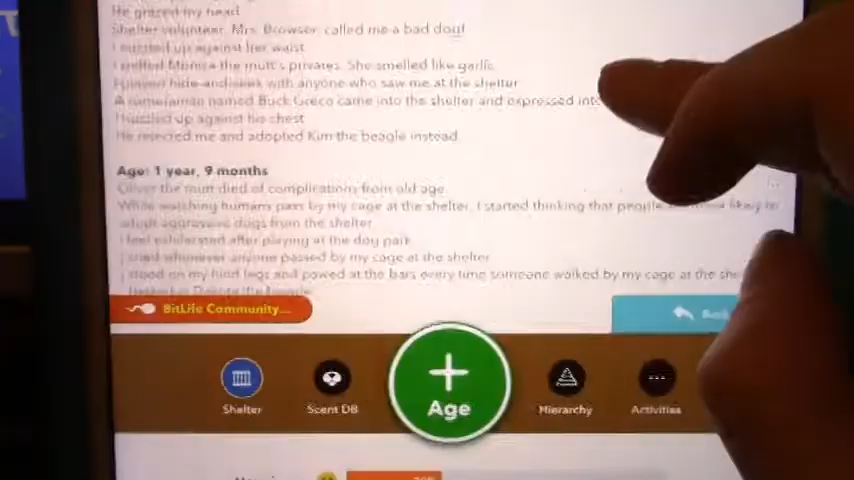 He grazed my head.
Shelter volunteer, Mrs. Browser, called me a bad dog!
I nuzzled up against her waist.
I sniffed Monica the mutt's privates. She smelled like garlic.
I played hide-and-seek with anyone who saw me at the shelter.
A man named Buck Greco came into the shelter and expressed
I nuzzled up against his chest.
He rejected me and adopted Kim the beagle instead.
Age: 1 year, 9 months
Oliver the mutt died of complications from old age.
While watching humans pass by my cage at the shelter, I started thinking that people likely to
adopt aggressive dogs from the shelter.
I feel exhilarated after playing at the dog park.
I cried whenever anyone passed by my cage at the shelter.
I stood on my hind legs and pawed at the bars every time someone walked by my cage at the she
BitLife Community...
Back
Shelter
Scent DB
+
Age
Hierarchy
Activities